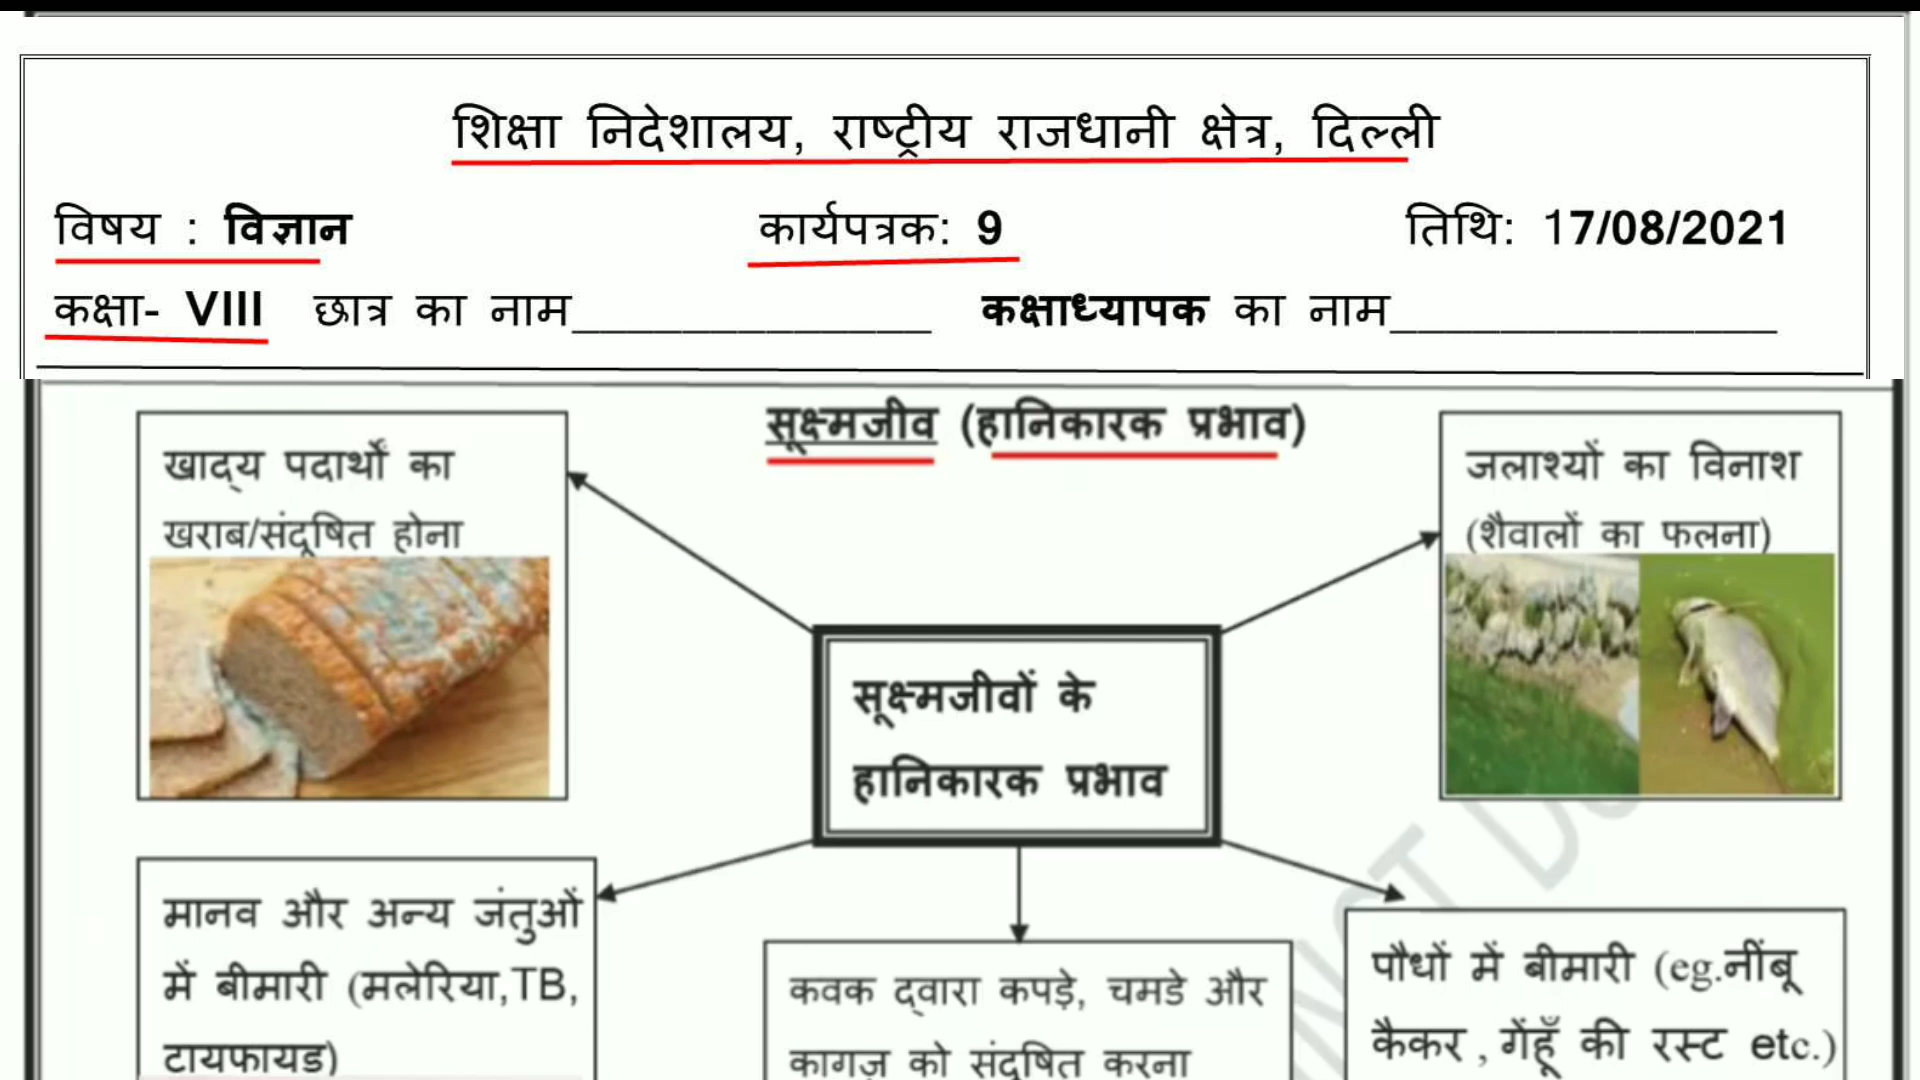 शिक्षा निदेशालय, राष्ट्रीय राजधानी क्षेत्र, दिल्ली
विषय : विज्ञान कार्यपत्रक: 9 तिथि: 17/08/2021
कक्षा- VIII छात्र का नाम_____________ कक्षाध्यापक का नाम______________
सूक्ष्मजीव (हानिकारक प्रभाव)
खाद्य पदार्थों का
खराब/संदूषित होना
जलाश्यों का विनाश
(शैवालों का फलना)
सूक्ष्मजीवों के
हानिकारक प्रभाव
मानव और अन्य जंतुओं
में बीमारी (मलेरिया,TB,
टायफायड)
कवक द्वारा कपड़े, चमडे और
कागज़ को संदूषित करना
पौधों में बीमारी (eg.नींबू
कैकर , गेंहूँ की रस्ट etc.)